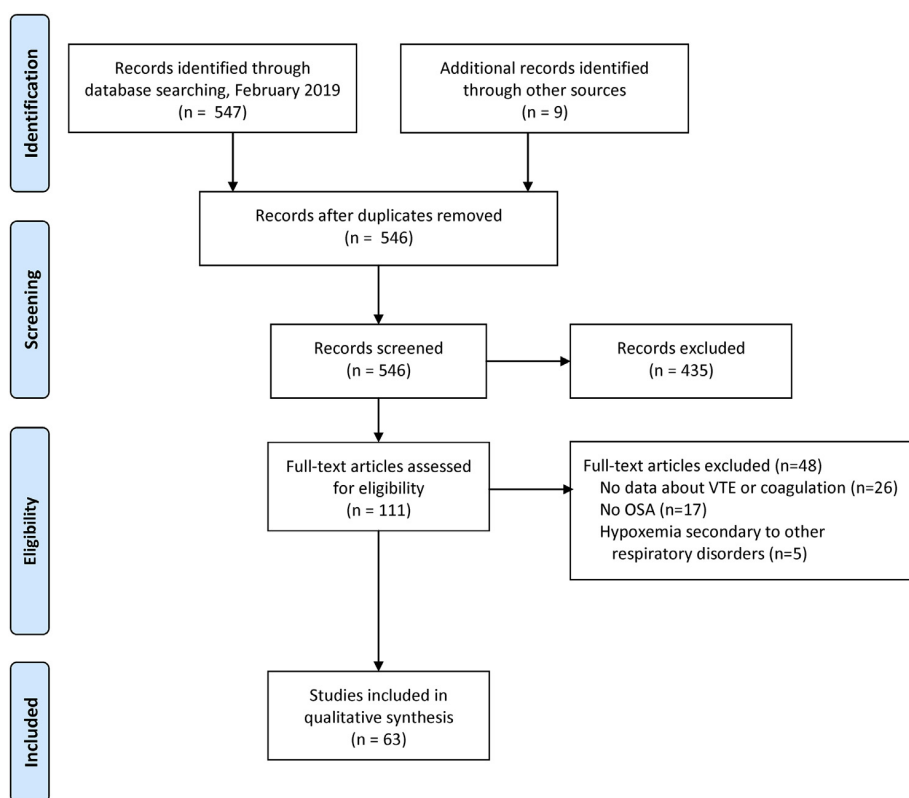 Identification
Records identified through
database searching, February 2019
(n = 547)
Additional records identified
through other sources
(n = 9)
Records after duplicates removed
(n = 546)
Screening
Records screened
(n = 546)
Records excluded
(n = 435)
Eligibility
Full-text articles assessed
for eligibility
(n = 111)
Full-text articles excluded (n=48)
No data about VTE or coagulation (n=26)
No OSA (n=17)
Hypoxemia secondary to other
respiratory disorders (n=5)
Included
Studies included in
qualitative synthesis
(n = 63)